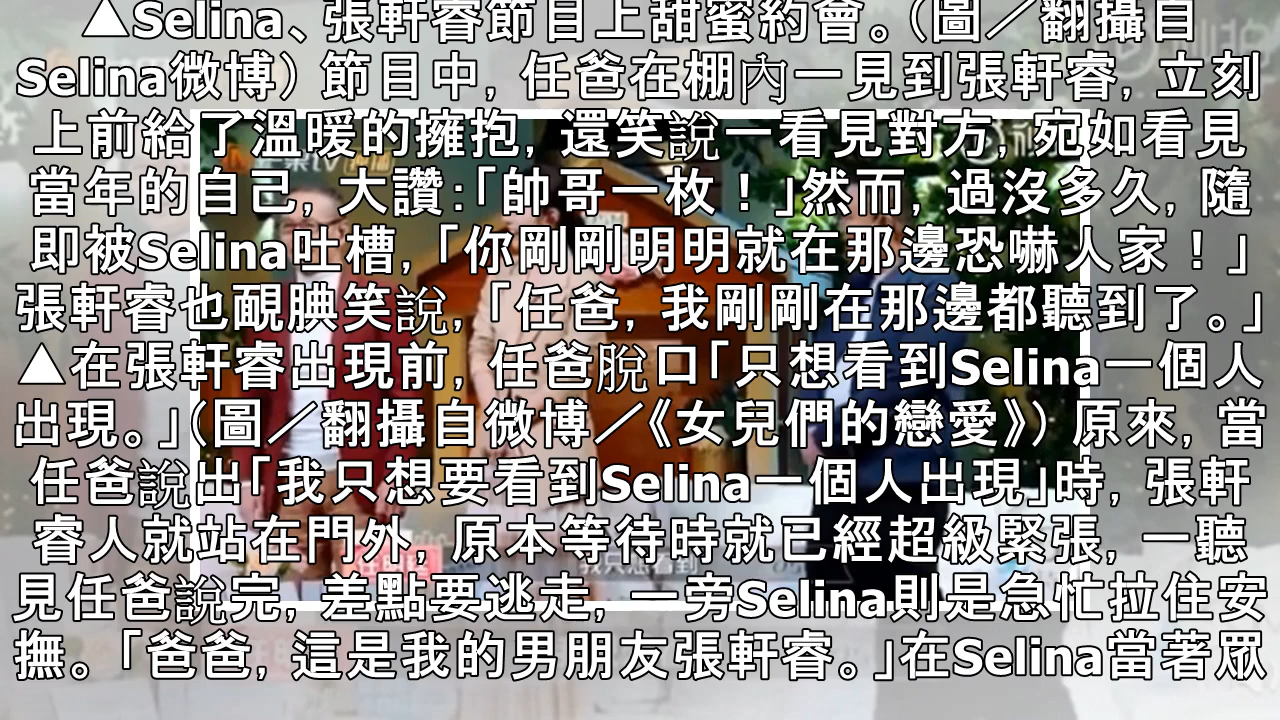 ▲Selina、張軒睿節目上甜蜜約會。(圖／翻攝自
Selina微博) 節目中, 任爸在棚內一見到張軒睿, 立刻
上前給了溫暖的擁抱, 還笑說一看見對方, 宛如看見
當年的自己, 大讚:「帥哥一枚！」然而, 過沒多久, 隨
即被Selina吐槽,「你剛剛明明就在那邊恐嚇人家！」
張軒睿也靦腆笑說,「任爸, 我剛剛在那邊都聽到了。」
▲在張軒睿出現前, 任爸脫口「只想看到Selina一個人
出現。」(圖／翻攝自微博／《女兒們的戀愛》) 原來, 當
任爸說出「我只想要看到Selina一個人出現」時, 張軒
睿人就站在門外, 原本等待時就已經超級緊張, 一聽
見任爸說完, 差點要逃走, 一旁Selina則是急忙拉住安
撫。「爸爸, 這是我的男朋友張軒睿。」在Selina當著眾
我只想看到